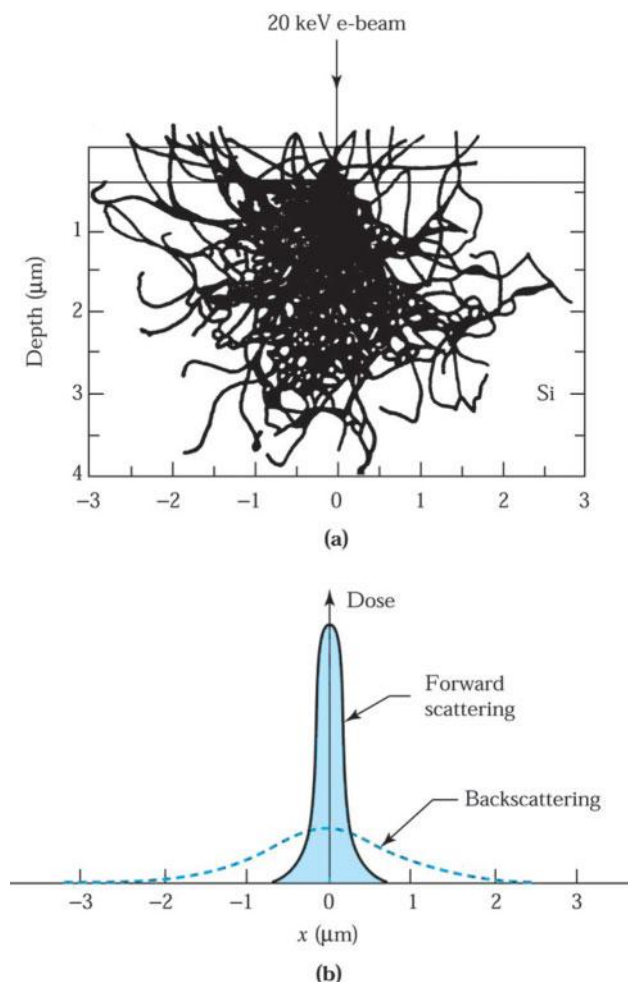 20 keV e-beam
Depth (μm)
1
2
3
4
Si
−3 −2 −1 0 1 2 3
(a)
Dose
Forward
scattering
Backscattering
−3 −2 −1 0 1 2 3
x (μm)
(b)